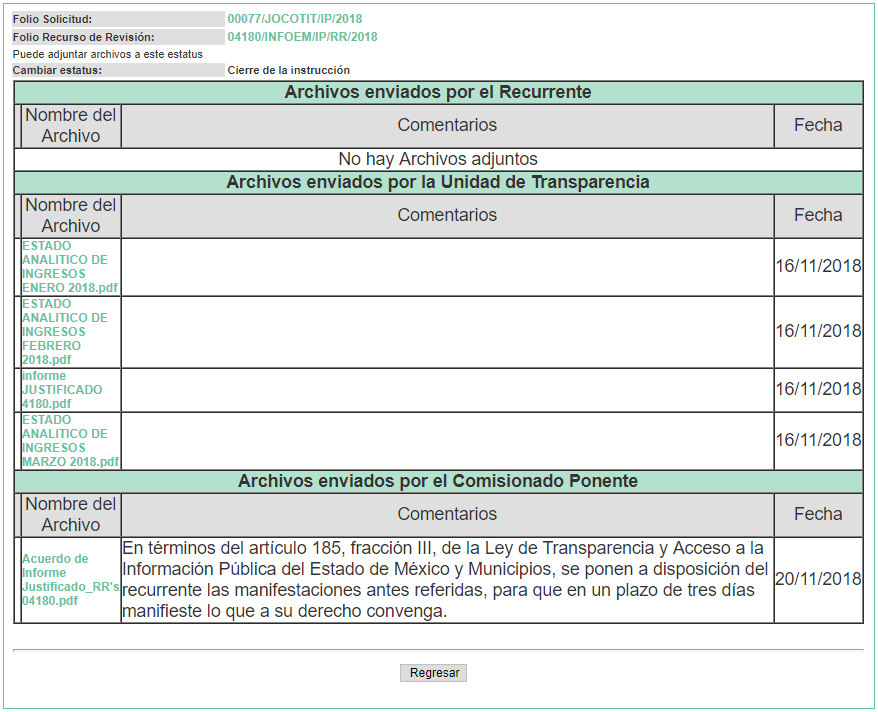 Folio Solicitud: 00077/JOCOTIT/IP/2018
Folio Recurso de Revisión: 04180/INFOEM/IP/RR/2018
Puede adjuntar archivos a este estatus
Cambiar estatus: Cierre de la instrucción
Archivos enviados por el Recurrente
Nombre del
Archivo
Comentarios
Fecha
No hay Archivos adjuntos
Archivos enviados por la Unidad de Transparencia
Nombre del
Archivo
Comentarios
Fecha
ESTADO
ANALITICO DE
INGRESOS
ENERO 2018.pdf
16/11/2018
ESTADO
ANALITICO DE
INGRESOS
FEBRERO
2018.pdf
16/11/2018
informe
JUSTIFICADO
4180.pdf
16/11/2018
ESTADO
ANALITICO DE
INGRESOS
MARZO 2018.pdf
16/11/2018
Archivos enviados por el Comisionado Ponente
Nombre del
Archivo
Comentarios
Fecha
Acuerdo de
Informe
Justificado_RR's
04180.pdf
En términos del artículo 185, fracción III, de la Ley de Transparencia y Acceso a la
Información Pública del Estado de México y Municipios, se ponen a disposición del
recurrente las manifestaciones antes referidas, para que en un plazo de tres días
manifieste lo que a su derecho convenga.
20/11/2018
Regresar